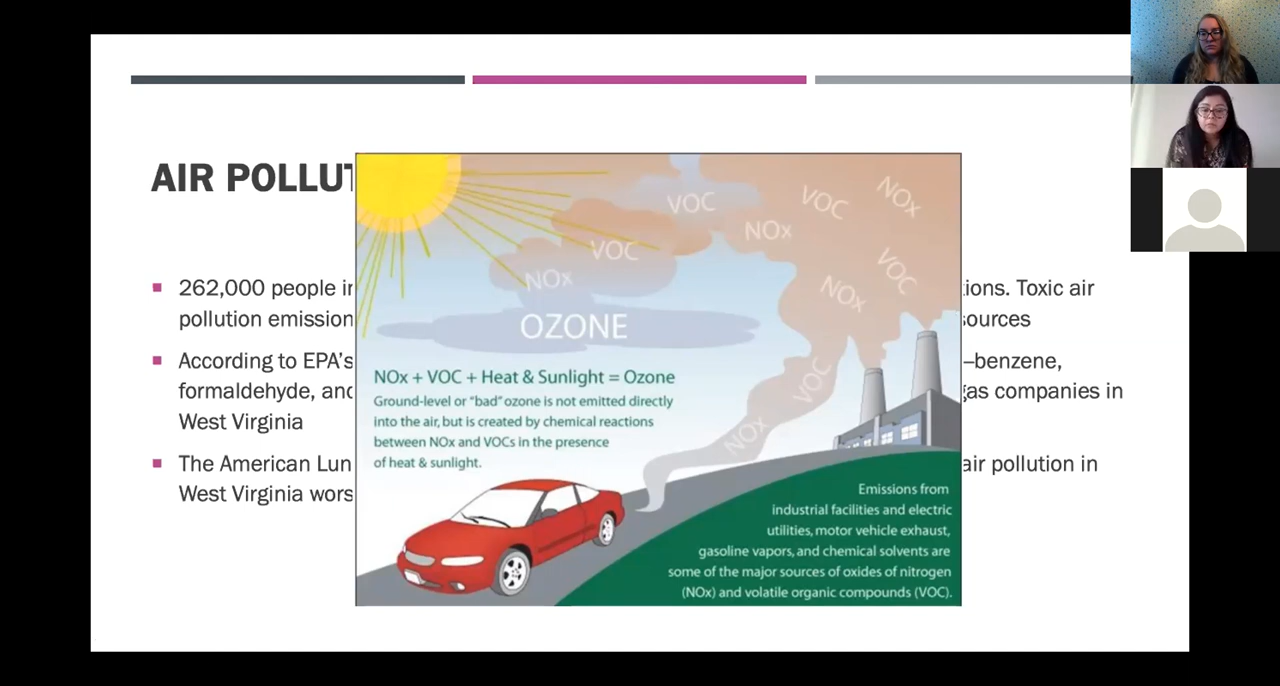 AIR POLLUT
262,000 people in
ions. Toxic air
pollution emission
sources
According to EPA's
–benzene,
formaldehyde, and
gas companies in
West Virginia
The American Lun
air pollution in
West Virginia wors
VOC
VOC
NOx
NOx
VOC
VOC
NOx
NOx
OZONE
VOC
NOx
NOx + VOC + Heat & Sunlight = Ozone
Ground-level or "bad" ozone is not emitted directly
into the air, but is created by chemical reactions
between NOx and VOCs in the presence
of heat & sunlight.
Emissions from
industrial facilities and electric
utilities, motor vehicle exhaust,
gasoline vapors, and chemical solvents are
some of the major sources of oxides of nitrogen
(NOx) and volatile organic compounds (VOC).